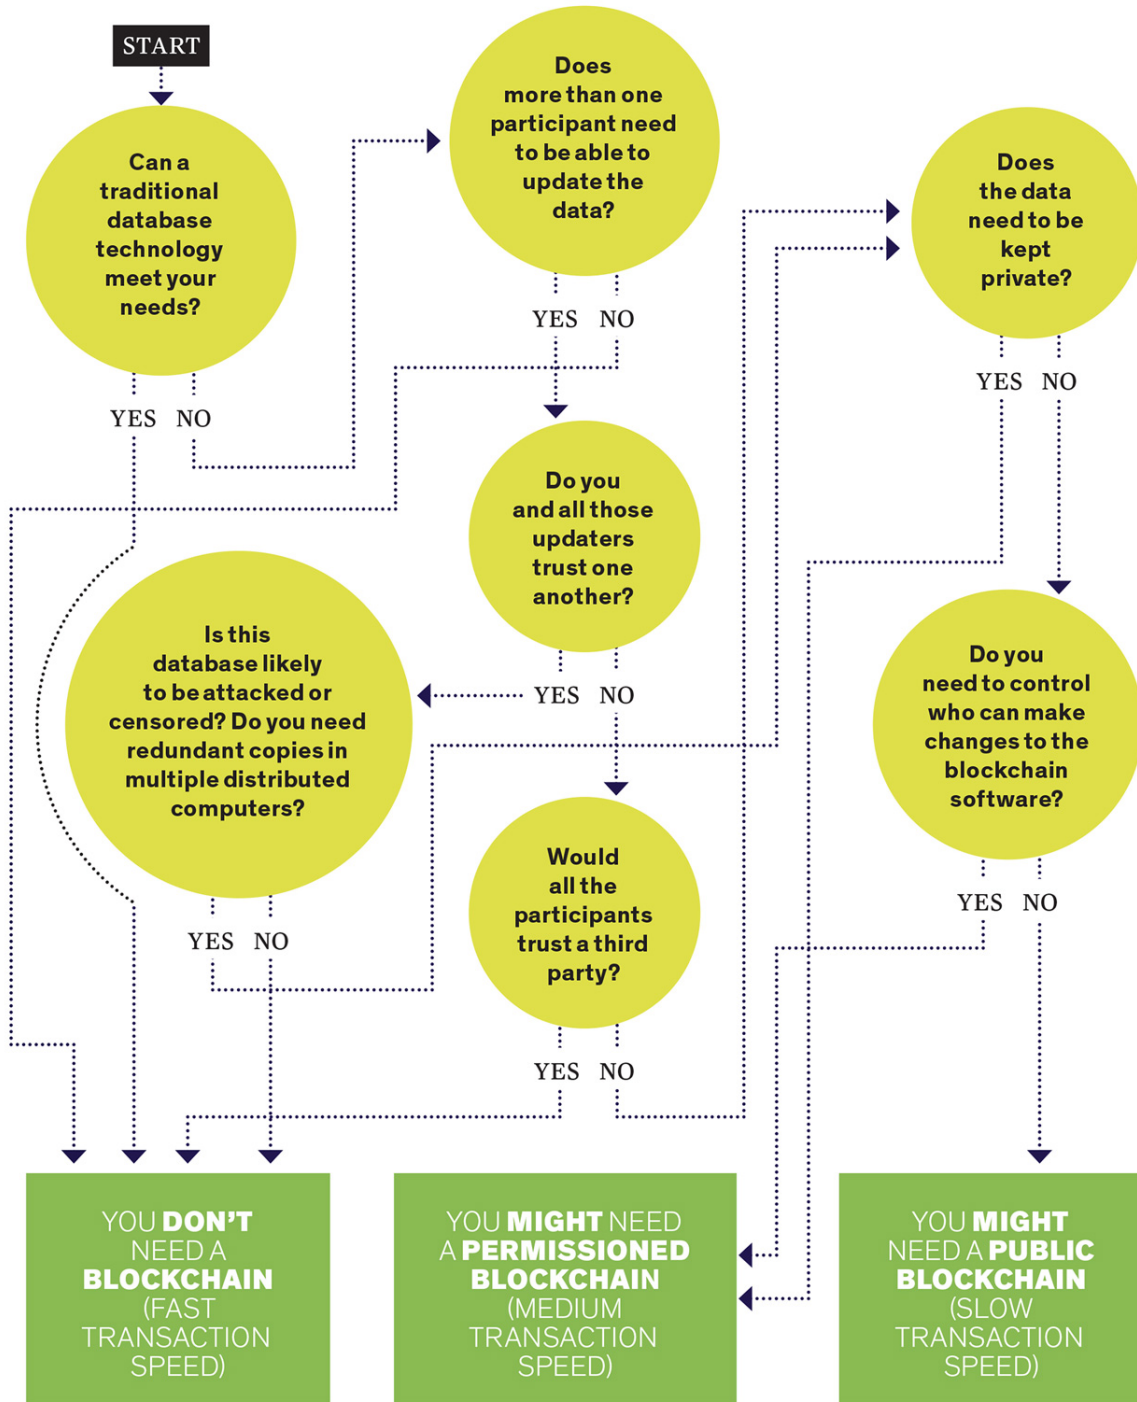 START
Can a
traditional
database
technology
meet your
needs?
YES NO
Does
more than one
participant need
to be able to
update the
data?
YES NO
Do you
and all those
updaters
trust one
another?
YES NO
Is this
database likely
to be attacked or
censored? Do you need
redundant copies in
multiple distributed
computers?
YES NO
Would
all the
participants
trust a third
party?
YES NO
Does
the data
need to be
kept
private?
YES NO
Do you
need to control
who can make
changes to the
blockchain
software?
YES NO
YOU DON'T
NEED A
BLOCKCHAIN
(FAST
TRANSACTION
SPEED)
YOU MIGHT NEED
A PERMISSIONED
BLOCKCHAIN
(MEDIUM
TRANSACTION
SPEED)
YOU MIGHT
NEED A PUBLIC
BLOCKCHAIN
(SLOW
TRANSACTION
SPEED)